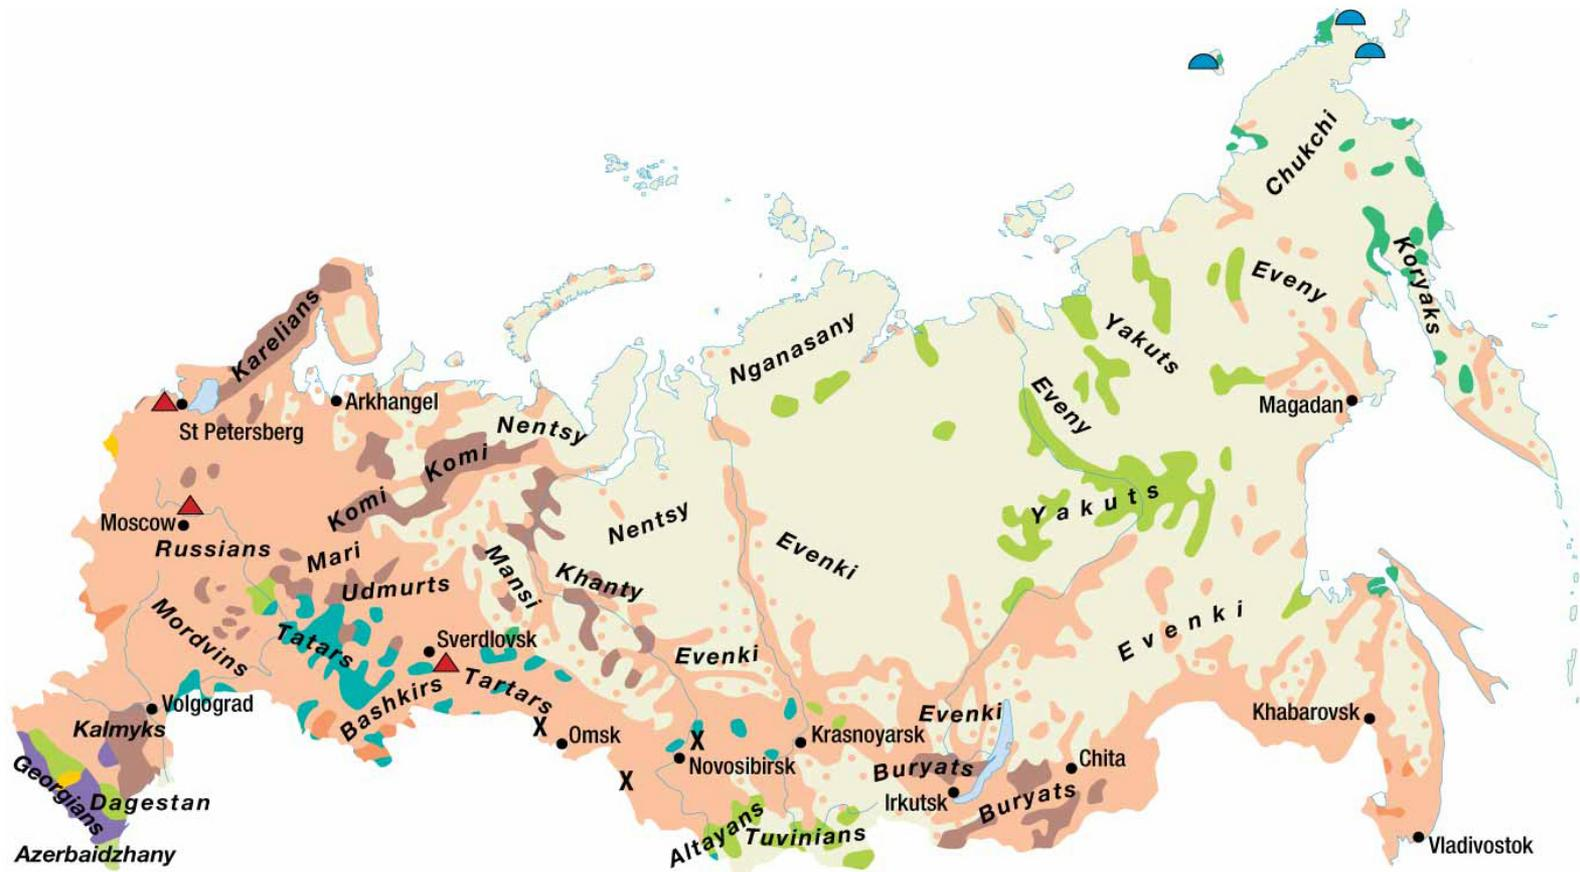 Chukchi
Koryaks
Eveny
Yakuts
Nganasany
Karelians
Eveny
Magadan
Arkhangel
St Petersberg
Nentsy
Komi
Komi
Yakuts
Nentsy
Moscow
Russians
Mari
Evenki
Mansi
Khanty
Udmurts
Mordvins
Tatars
Sverdlovsk
Evenki
Evenki
Bashkirs
Tartars
Volgograd
Kalmyks
X
Omsk
X
Evenki
Krasnoyarsk
Khabarovsk
Novosibirsk
Buryats
Chita
X
Georgians
Dagestan
Irkutsk
Buryats
Altayans
Tuvinians
Azerbaidzhany
Vladivostok